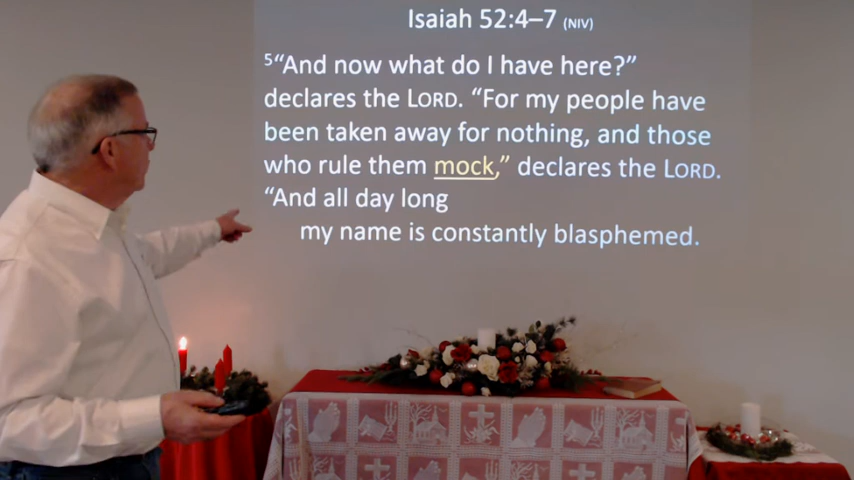 Isaiah 52:4–7 (NIV)
5“And now what do I have here?”
declares the LORD. “For my people have
been taken away for nothing, and those
who rule them mock,” declares the LORD.
“And all day long
my name is constantly blasphemed.